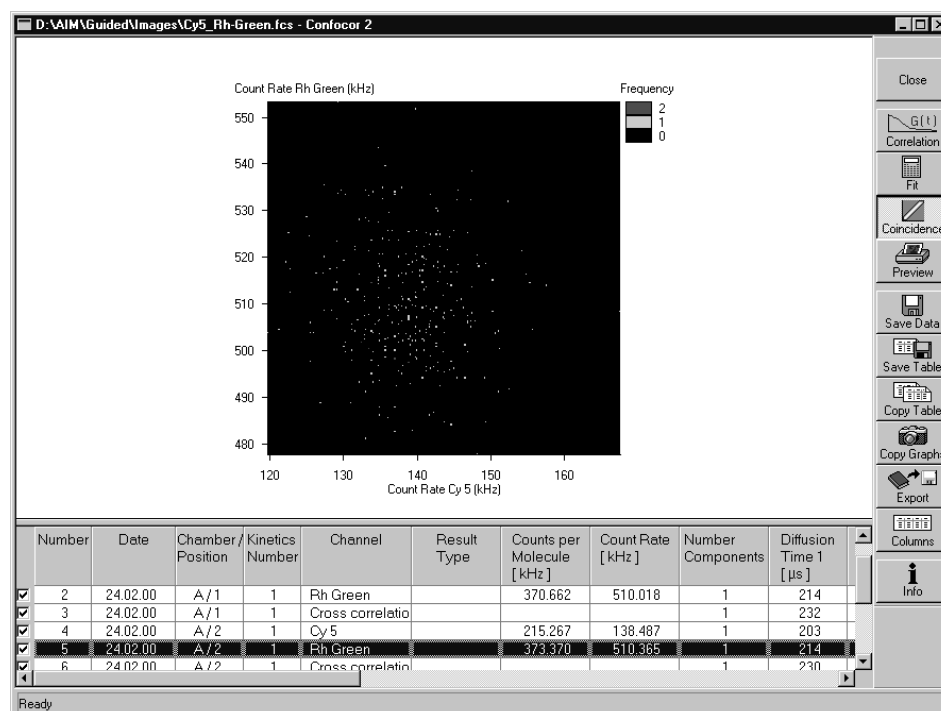 D:\AIM\Guided\Images\Cy5_Rh-Green.fcs - Confocor 2
Count Rate Rh Green (kHz)
Frequency
2
1
0
550
540
530
520
510
500
490
480
120 130 140 150 160
Count Rate Cy 5 (kHz)
Close
G(t)
Correlation
Fit
Coincidence
Preview
Save Data
Save Table
Copy Table
Copy Graph
Export
Columns
i
Info
Number Date Chamber / Kinetics Channel Result Counts per Count Rate Number Diffusion
Position Number Type Molecule [ kHz ] Components Time 1
[ kHz ] [ µs ]
2 24.02.00 A / 1 1 Rh Green 370.662 510.018 1 214
3 24.02.00 A / 1 1 Cross correlatio 1 232
4 24.02.00 A / 2 1 Cy 5 215.267 138.487 1 203
5 24.02.00 A / 2 1 Rh Green 373.370 510.365 1 214
6 24.02.00 A / 2 1 Cross correlatio 1 230
Ready